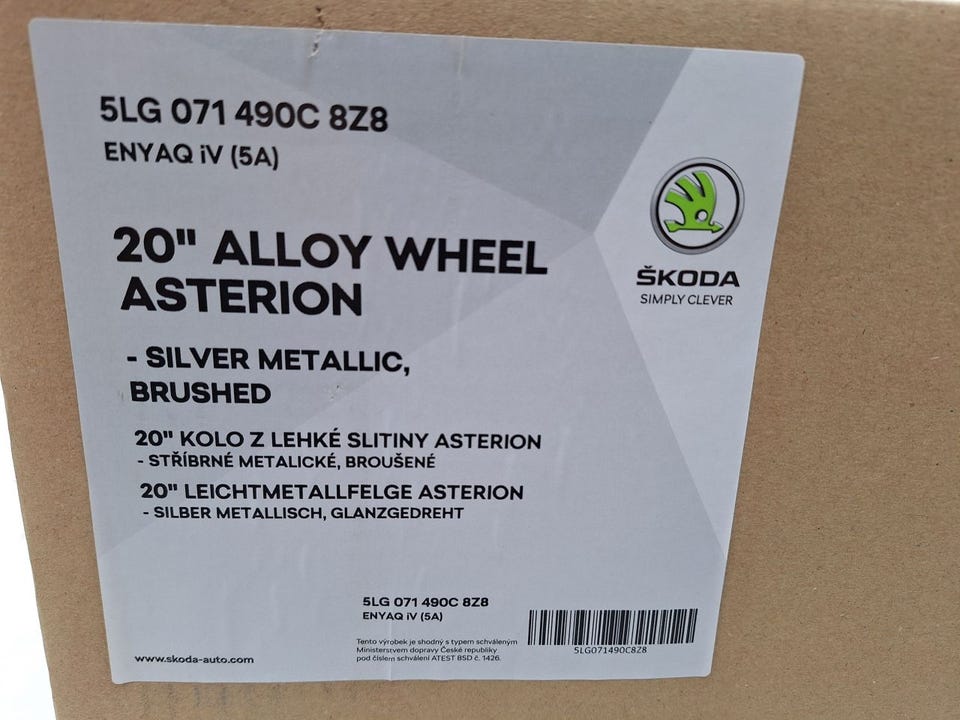 5LG 071 490C 8Z8
ENYAQ iV (5A)
20" ALLOY WHEEL
ASTERION
- SILVER METALLIC,
BRUSHED
20" KOLO Z LEHKÉ SLITINY ASTERION
- STŘÍBRNÉ METALICKÉ, BROUŠENÉ
20" LEICHTMETALLFELGE ASTERION
- SILBER METALLISCH, GLANZGEDREHT
ŠKODA
SIMPLY CLEVER
5LG 071 490C 8Z8
ENYAQ iV (5A)
Tento výrobek je shodný s typem schváleným
Ministerstvem dopravy České republiky
pod číslem schválení ATEST 8SD č. 1426.
www.skoda-auto.com
5LG071490C8Z8